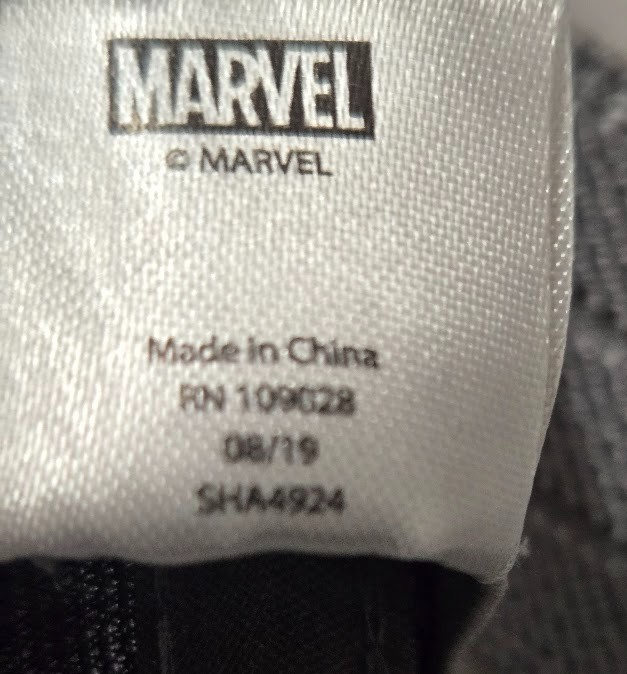 MARVEL
© MARVEL
Made in China
RN 109028
08/19
SHA4924